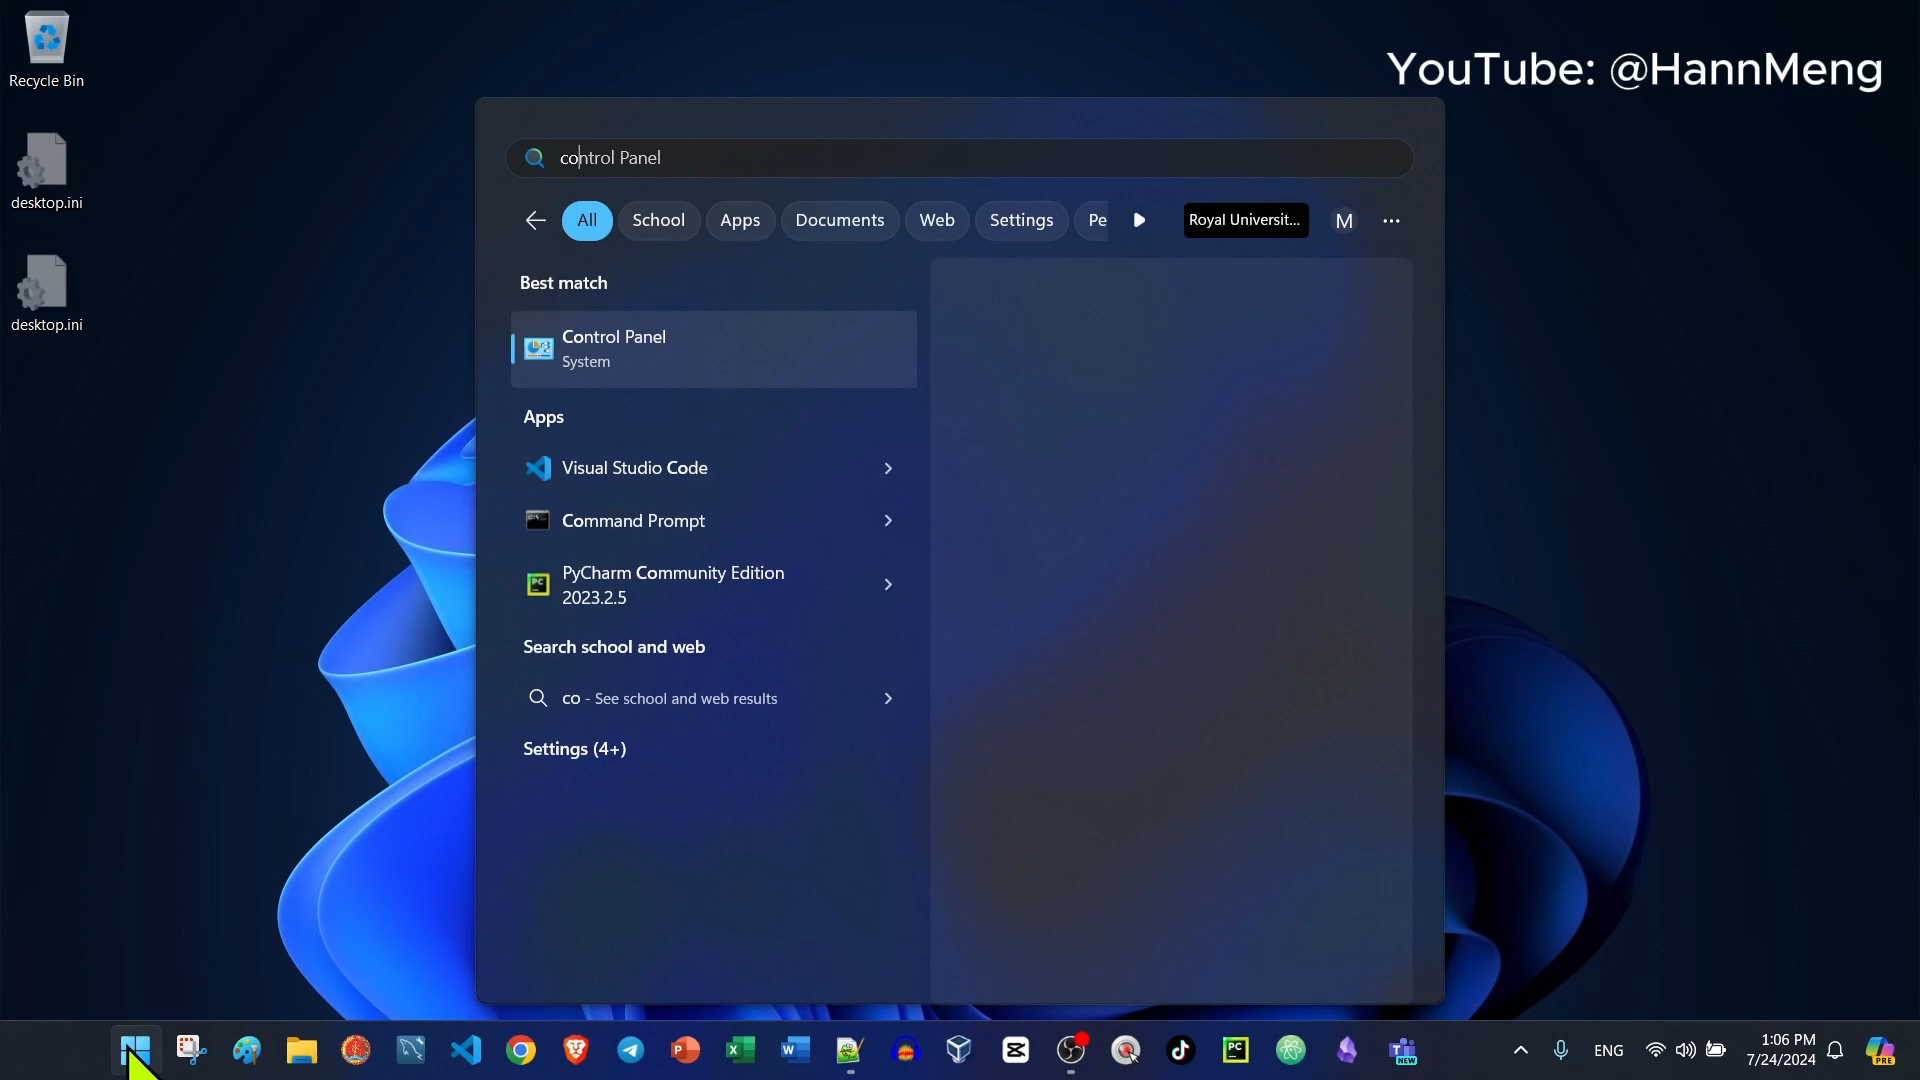 Recycle Bin
desktop.ini
desktop.ini
YouTube: @HannMeng
control Panel
All
School
Apps
Documents
Web
Settings
Pe
Royal Universit...
M
Best match
Control Panel
System
Apps
Visual Studio Code
Command Prompt
PyCharm Community Edition
2023.2.5
Search school and web
co - See school and web results
Settings (4+)
ENG
1:06 PM
7/24/2024